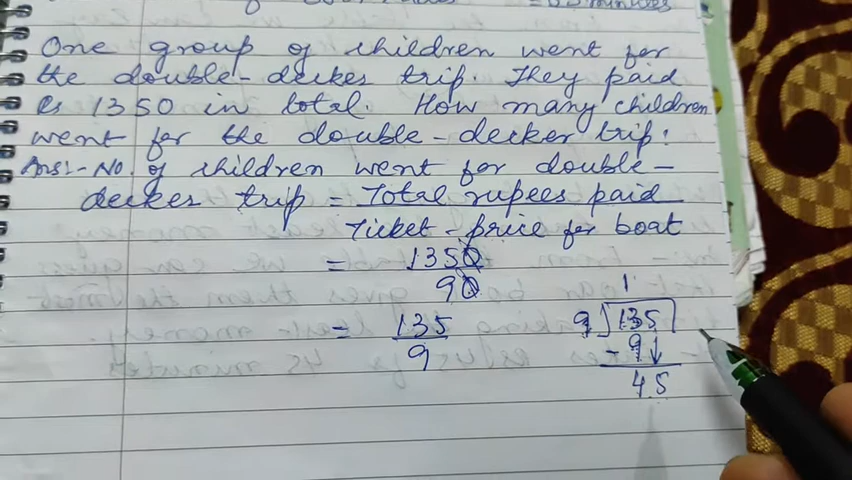 One group of children went for
the double-decker trip. They paid
Rs 1350 in total. How many children
went for the double-decker trip?
Ans:- No. of children went for double-
decker trip = Total rupees paid
Ticket-price for boat
= 1350
90
= 135
9
1
9 135
- 9
45